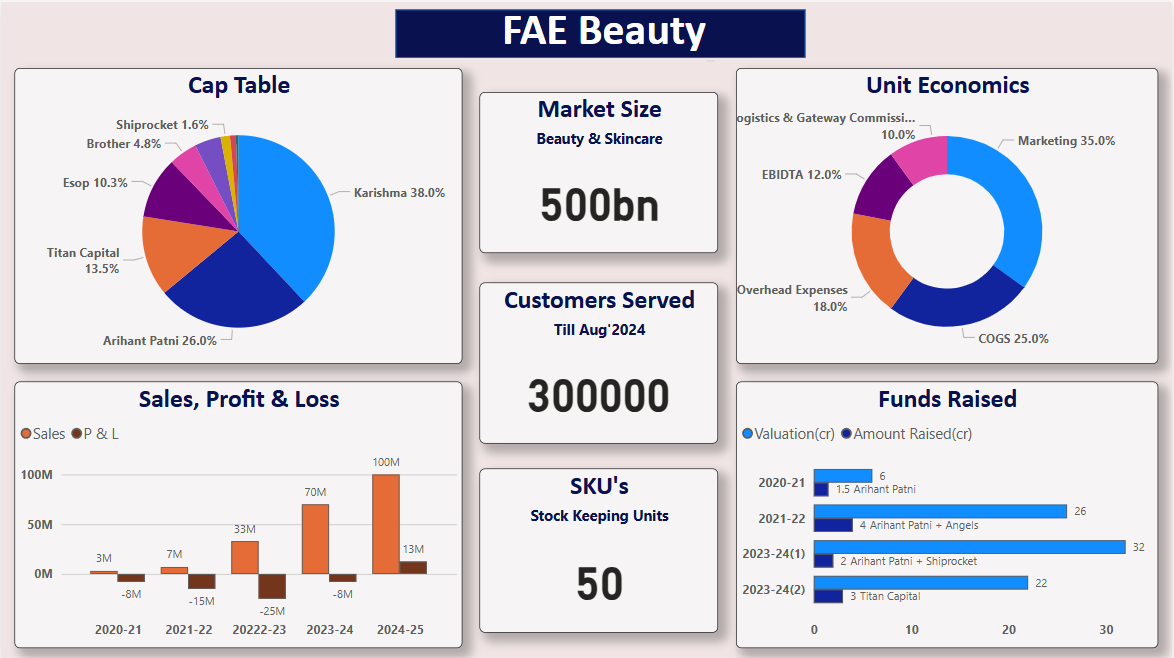 FAE Beauty
Cap Table
Shiprocket 1.6%
Brother 4.8%
Esop 10.3%
Karishma 38.0%
Titan Capital
13.5%
Arihant Patni 26.0%
Market Size
Beauty & Skincare
500bn
Unit Economics
ogistics & Gateway Commissi...
10.0%
Marketing 35.0%
EBIDTA 12.0%
Overhead Expenses
18.0%
COGS 25.0%
Customers Served
Till Aug'2024
300000
Sales, Profit & Loss
Sales P & L
100M
50M
0M
3M
7M
33M
70M
100M
-8M
-15M
-25M
-8M
13M
2020-21 2021-22 20222-23 2023-24 2024-25
SKU's
Stock Keeping Units
50
Funds Raised
Valuation(cr) Amount Raised(cr)
2020-21
6
1.5 Arihant Patni
2021-22
26
4 Arihant Patni + Angels
2023-24(1)
32
2 Arihant Patni + Shiprocket
2023-24(2)
22
3 Titan Capital
0 10 20 30